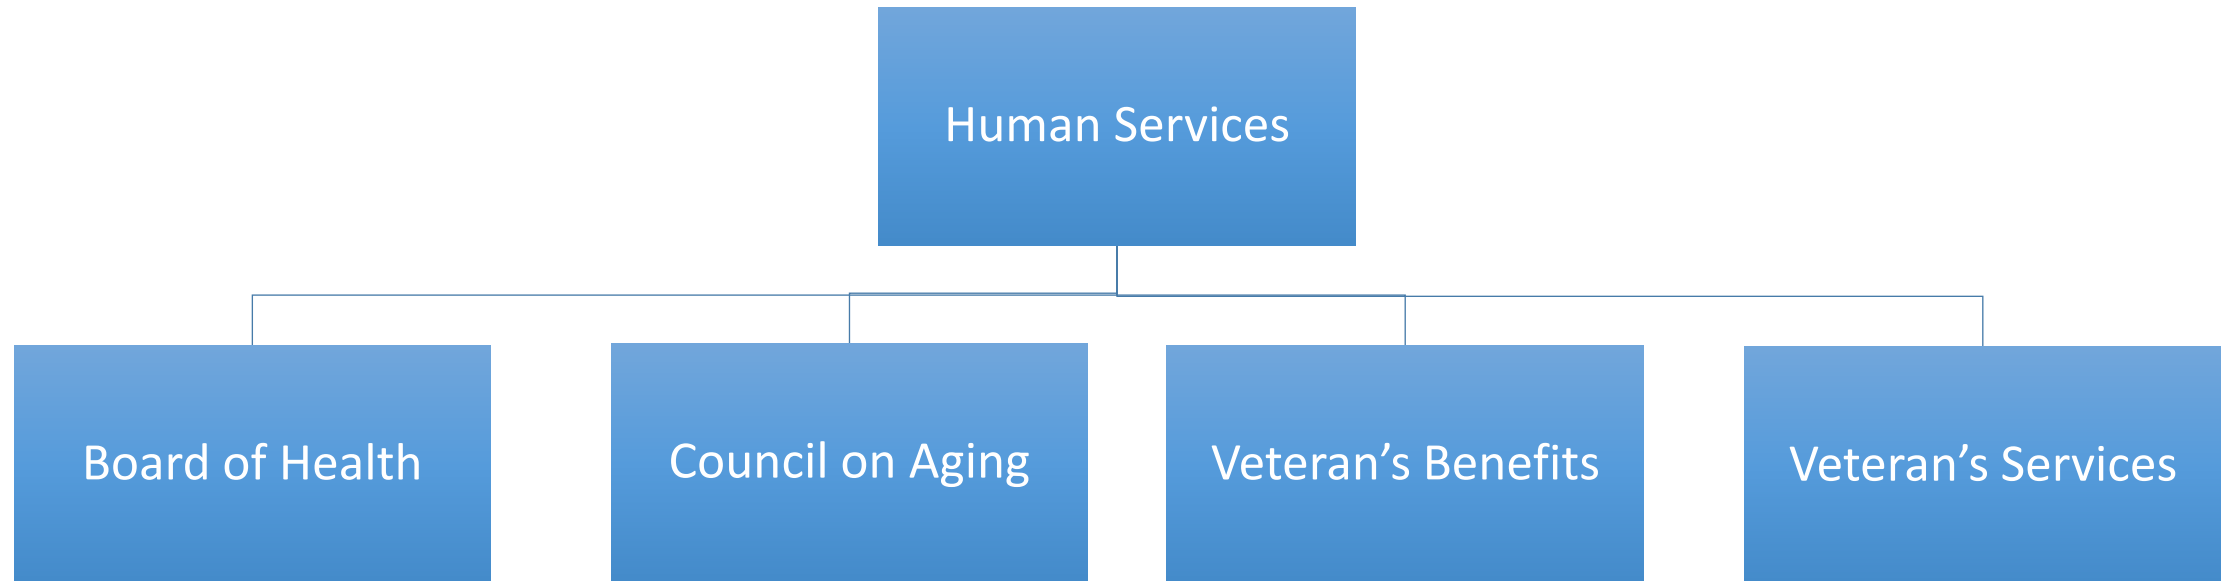 Human Services
Board of Health
Council on Aging
Veteran’s Benefits
Veteran’s Services